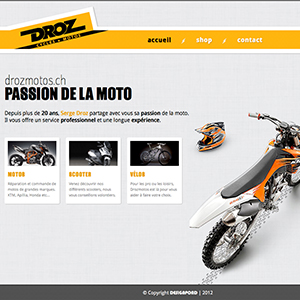 DROZ
CYCLES & MOTOS
accueil
shop
contact
drozmotos.ch
PASSION DE LA MOTO
Depuis plus de 20 ans, Serge Droz partage avec vous sa passion de la moto.
Il vous offre un service professionnel et une longue expérience.
MOTOS
SCOOTER
VÉLOS
Réparation et commande
de motos de grandes marques.
KTM, Aprilia, Honda etc...
Venez découvrir nos
différents scooters, nous
vous conseillons volontiers.
Pour les pro ou les loisirs,
Drozmotos est là pour vous
aider à faire votre choix.
© Copyright DESIGNFORD | 2012